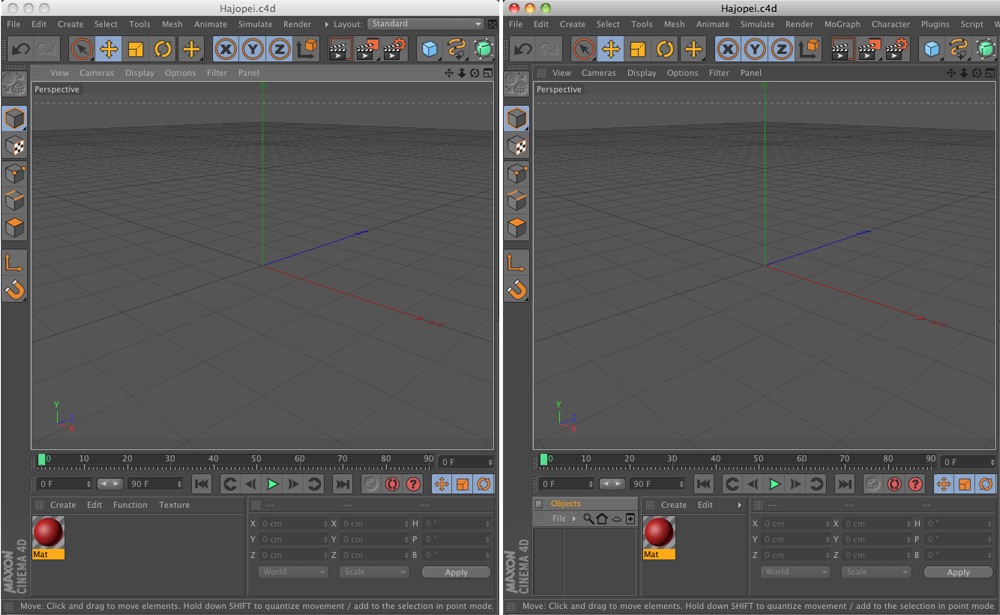 Hajopei.c4d
File Edit Create Select Tools Mesh Animate Simulate Render Layout: Standard
X Y Z
View Cameras Display Options Filter Panel
Perspective
Y
Z
X
0 10 20 30 40 50 60 70 80 90 0 F
0 F 90 F
Create Edit Function Texture
-- -- --
X 0 cm X 0 cm H 0 °
Y 0 cm Y 0 cm P 0 °
Z 0 cm Z 0 cm B 0 °
World Scale Apply
Mat
MAXON
CINEMA 4D
Move: Click and drag to move elements. Hold down SHIFT to quantize movement / add to the selection in point mode.
Hajopei.c4d
File Edit Create Select Tools Mesh Animate Simulate Render MoGraph Character Plugins Script W
X Y Z
View Cameras Display Options Filter Panel
Perspective
Y
Z
X
0 10 20 30 40 50 60 70 80 90 0 F
0 F 90 F
Objects
File
Create Edit
-- -- --
X 0 cm X 0 cm H 0 °
Y 0 cm Y 0 cm P 0 °
Z 0 cm Z 0 cm B 0 °
World Scale Apply
Mat
MAXON
CINEMA 4D
Move: Click and drag to move elements. Hold down SHIFT to quantize movement / add to the selection in point mode.